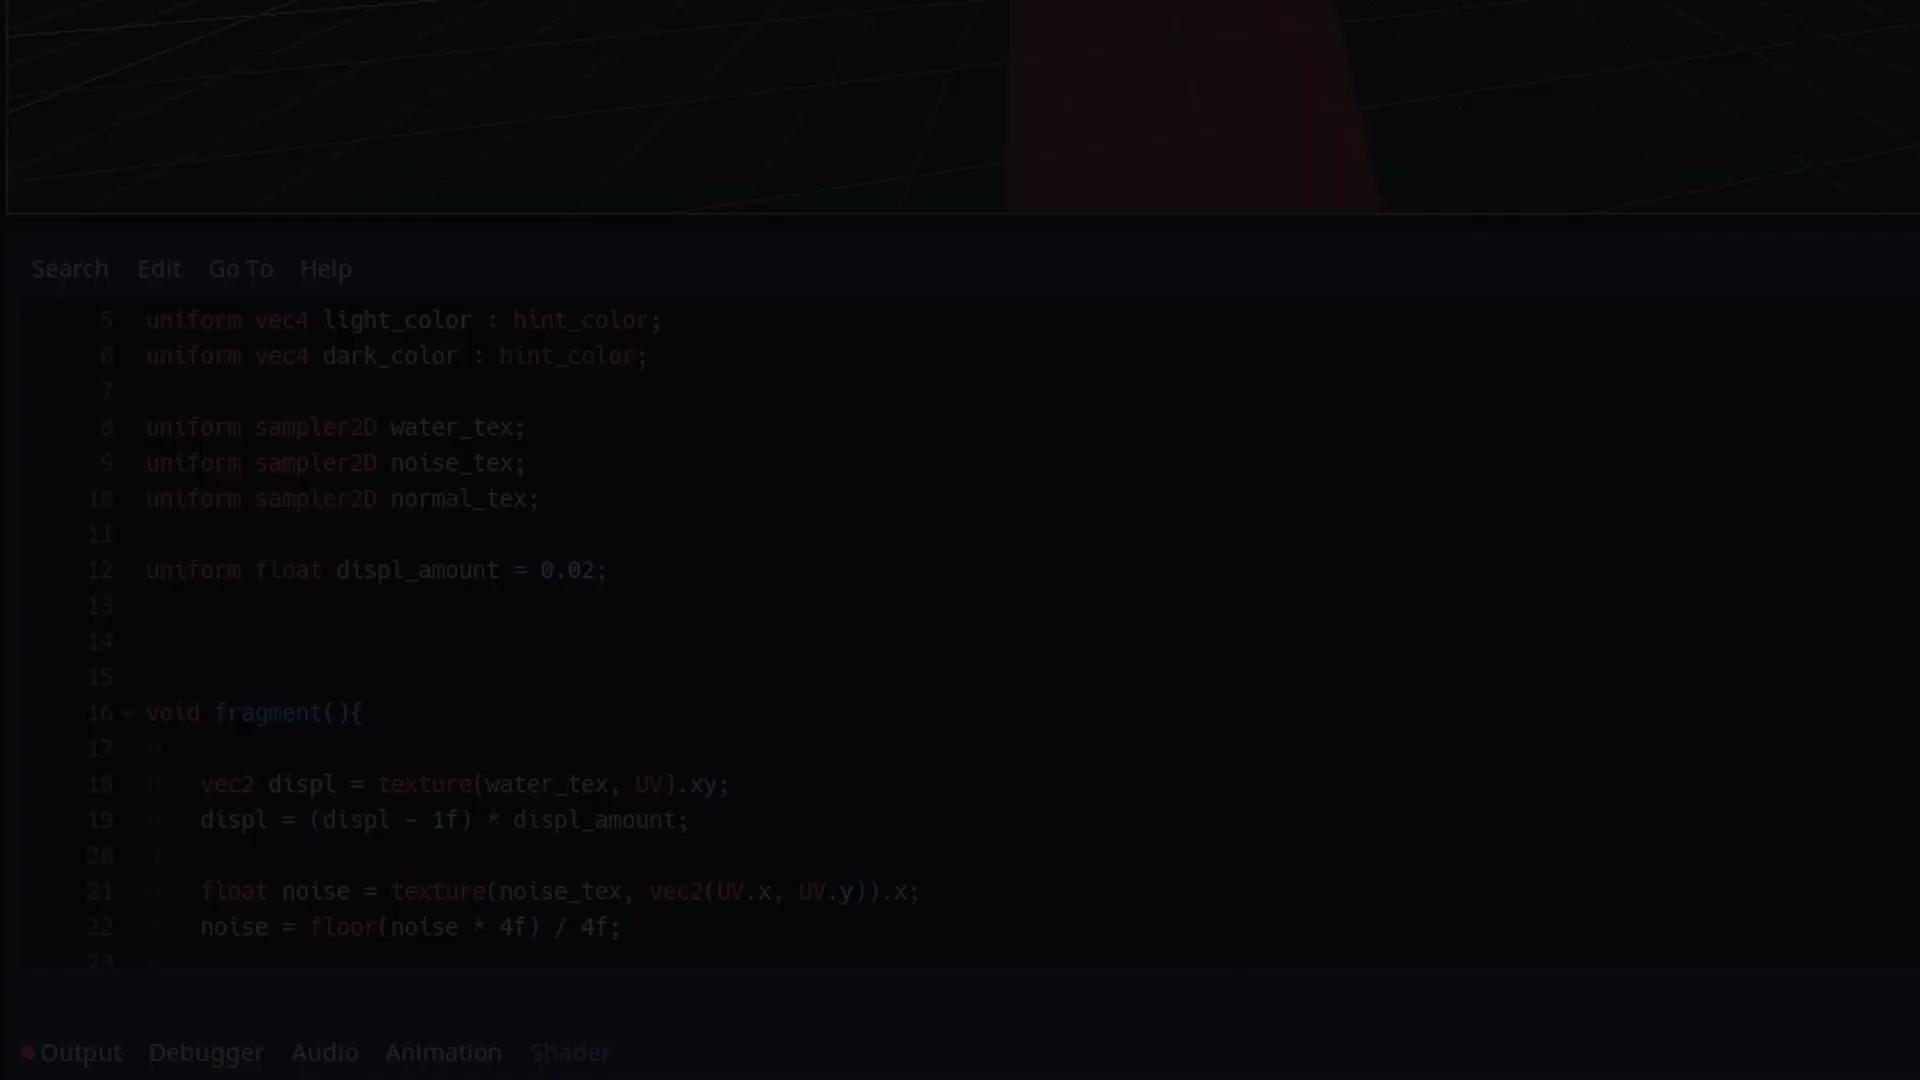 Search Edit Go To Help
5 uniform vec4 light_color : hint_color;
6 uniform vec4 dark_color : hint_color;
7
8 uniform sampler2D water_tex;
9 uniform sampler2D noise_tex;
10 uniform sampler2D normal_tex;
11
12 uniform float displ_amount = 0.02;
13
14
15
16 void fragment(){
17
18 vec2 displ = texture(water_tex, UV).xy;
19 displ = (displ - 1f) * displ_amount;
20
21 float noise = texture(noise_tex, vec2(UV.x, UV.y)).x;
22 noise = floor(noise * 4f) / 4f;
23
Output Debugger Audio Animation Shader